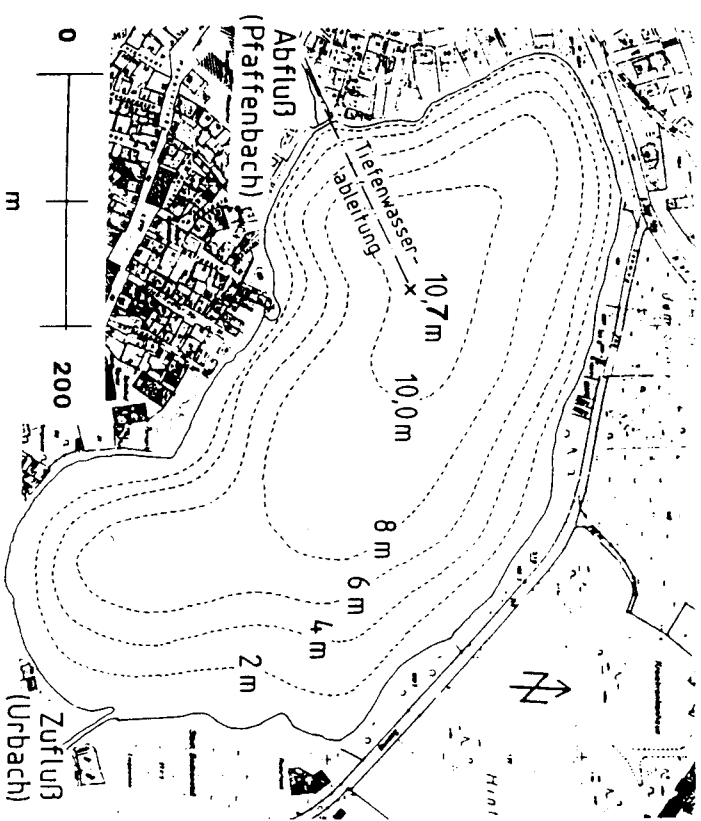 Abfluß
(Pfaffenbach)
0
200
m
Tiefenwasser-
ableitung
10,7 m
10,0 m
8 m
6 m
4 m
2 m
N
Zufluß
(Urbach)